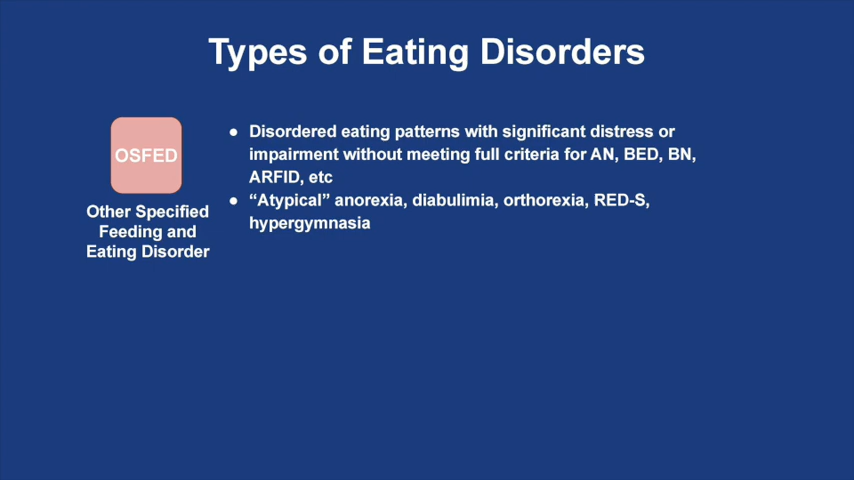 Types of Eating Disorders
OSFED
Other Specified
Feeding and
Eating Disorder
● Disordered eating patterns with significant distress or
impairment without meeting full criteria for AN, BED, BN,
ARFID, etc
● “Atypical” anorexia, diabulimia, orthorexia, RED-S,
hypergymnasia